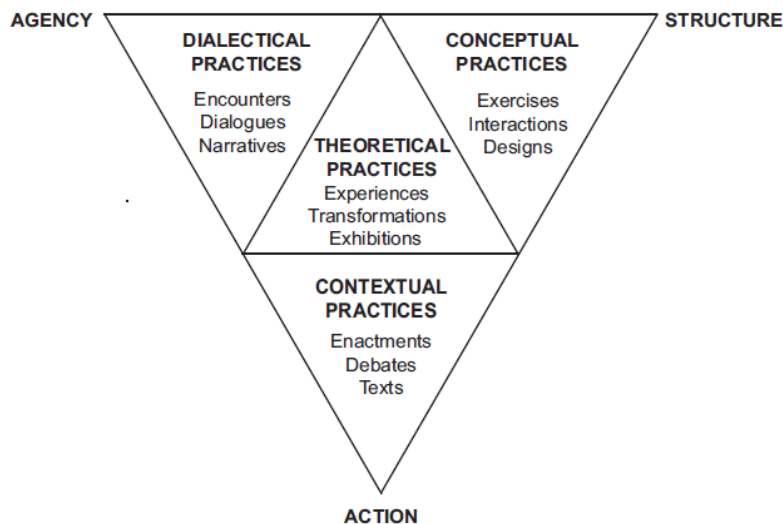 AGENCY
STRUCTURE
DIALECTICAL
PRACTICES
Encounters
Dialogues
Narratives
CONCEPTUAL
PRACTICES
Exercises
Interactions
Designs
THEORETICAL
PRACTICES
Experiences
Transformations
Exhibitions
CONTEXTUAL
PRACTICES
Enactments
Debates
Texts
ACTION